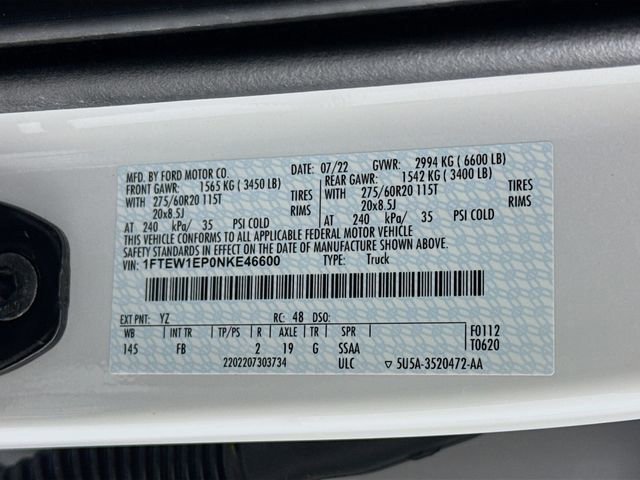 MFD. BY FORD MOTOR CO. DATE: 07/22 GVWR: 2994 KG ( 6600 LB)
FRONT GAWR: 1565 KG ( 3450 LB) REAR GAWR: 1542 KG ( 3400 LB)
WITH 275/60R20 115T TIRES WITH 275/60R20 115T TIRES
20x8.5J RIMS 20x8.5J RIMS
AT 240 kPa/ 35 PSI COLD AT 240 kPa/ 35 PSI COLD
THIS VEHICLE CONFORMS TO ALL APPLICABLE FEDERAL MOTOR VEHICLE
SAFETY STANDARDS IN EFFECT ON THE DATE OF MANUFACTURE SHOWN ABOVE.
VIN: 1FTEW1EP0NKE46600 TYPE: Truck
EXT PNT: YZ RC: 48 DSO: F0112
WB INT TR TP/PS R AXLE TR SPR T0620
145 FB 2 19 G SSAA
2202207303734 ULC ▽ 5U5A-3520472-AA